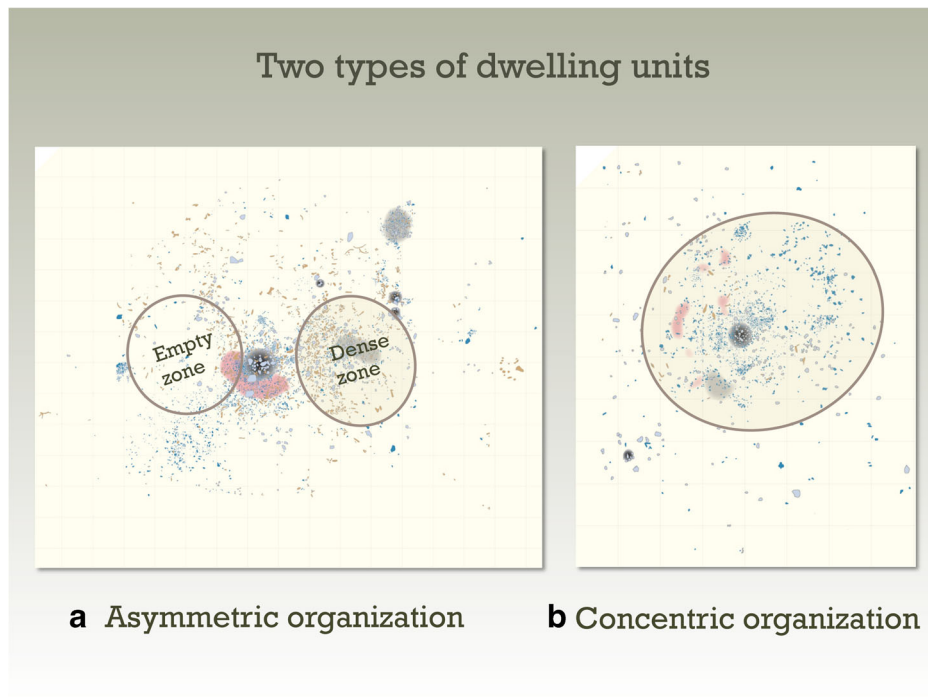 Two types of dwelling units
Empty
zone
Dense
zone
a Asymmetric organization
b Concentric organization